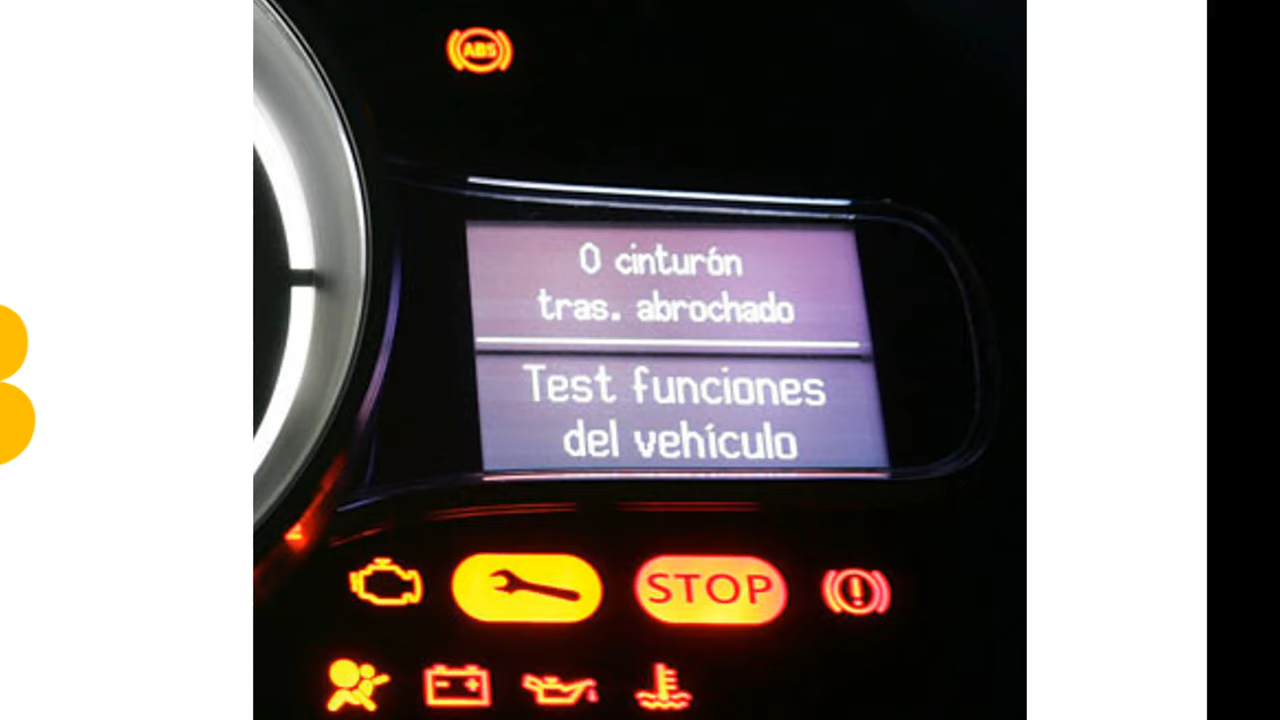 ABS
0 cinturón
tras. abrochado
Test funciones
del vehículo
STOP